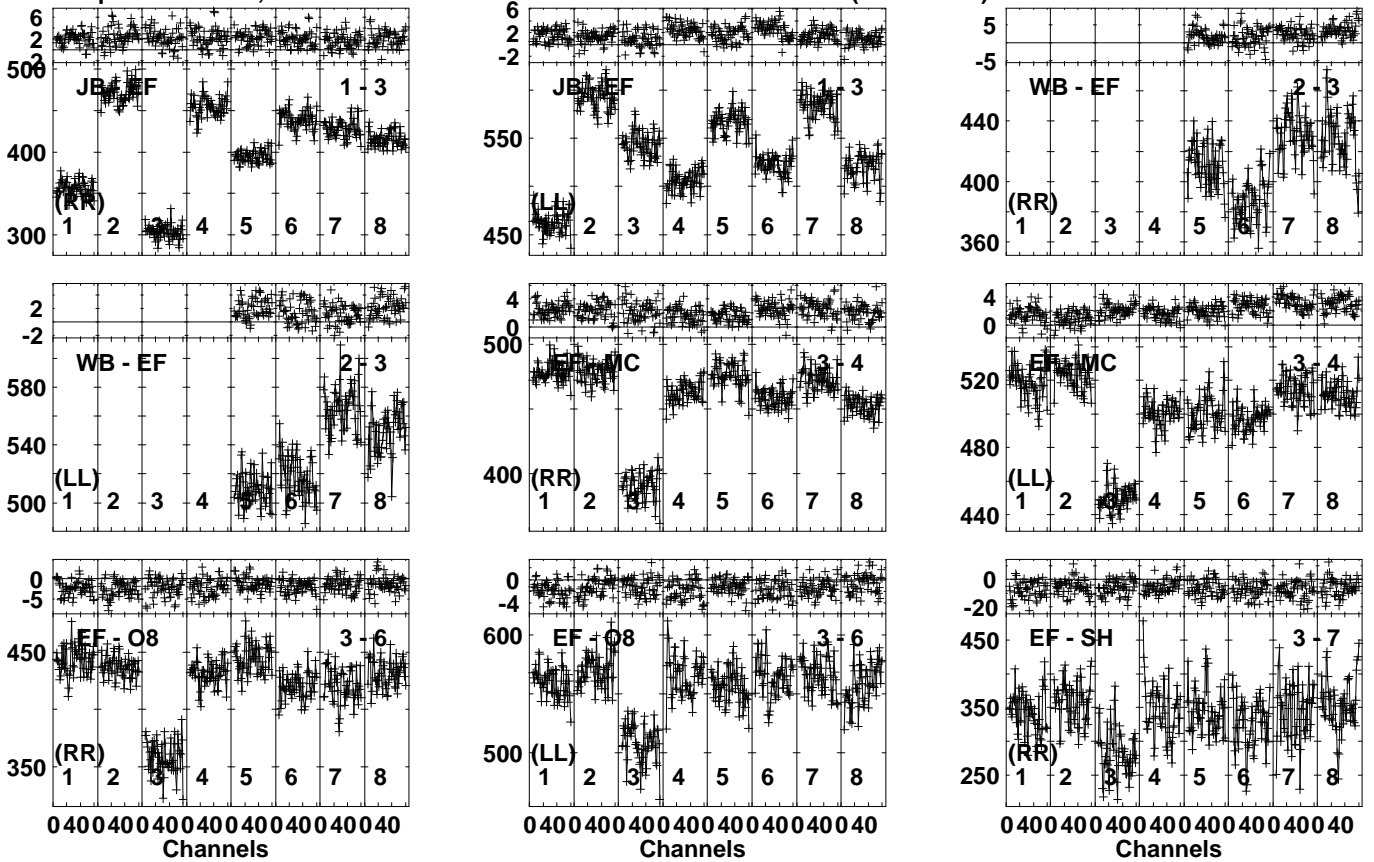 6
2
-2
500
400
300
JB - EF 1 - 3
(RR)
1 2 3 4 5 6 7 8
6
2
-2
550
450
JB - EF 1 - 3
(LL)
1 2 3 4 5 6 7 8
5
-5
440
400
360
WB - EF 2 - 3
(RR)
1 2 3 4 5 6 7 8
2
-2
580
540
500
WB - EF 2 - 3
(LL)
1 2 3 4 5 6 7 8
4
0
500
400
EF - MC 3 - 4
(RR)
1 2 3 4 5 6 7 8
4
0
520
480
440
EF - MC 3 - 4
(LL)
1 2 3 4 5 6 7 8
0
-5
450
350
EF - O8 3 - 6
(RR)
1 2 3 4 5 6 7 8
0 40 0 40 0 40 0 40 0 40 0 40 0 40 0 40
Channels
0
-4
600
500
EF - O8 3 - 6
(LL)
1 2 3 4 5 6 7 8
0 40 0 40 0 40 0 40 0 40 0 40 0 40 0 40
Channels
0
-20
450
350
250
EF - SH 3 - 7
(RR)
1 2 3 4 5 6 7 8
0 40 0 40 0 40 0 40 0 40 0 40 0 40 0 40
Channels